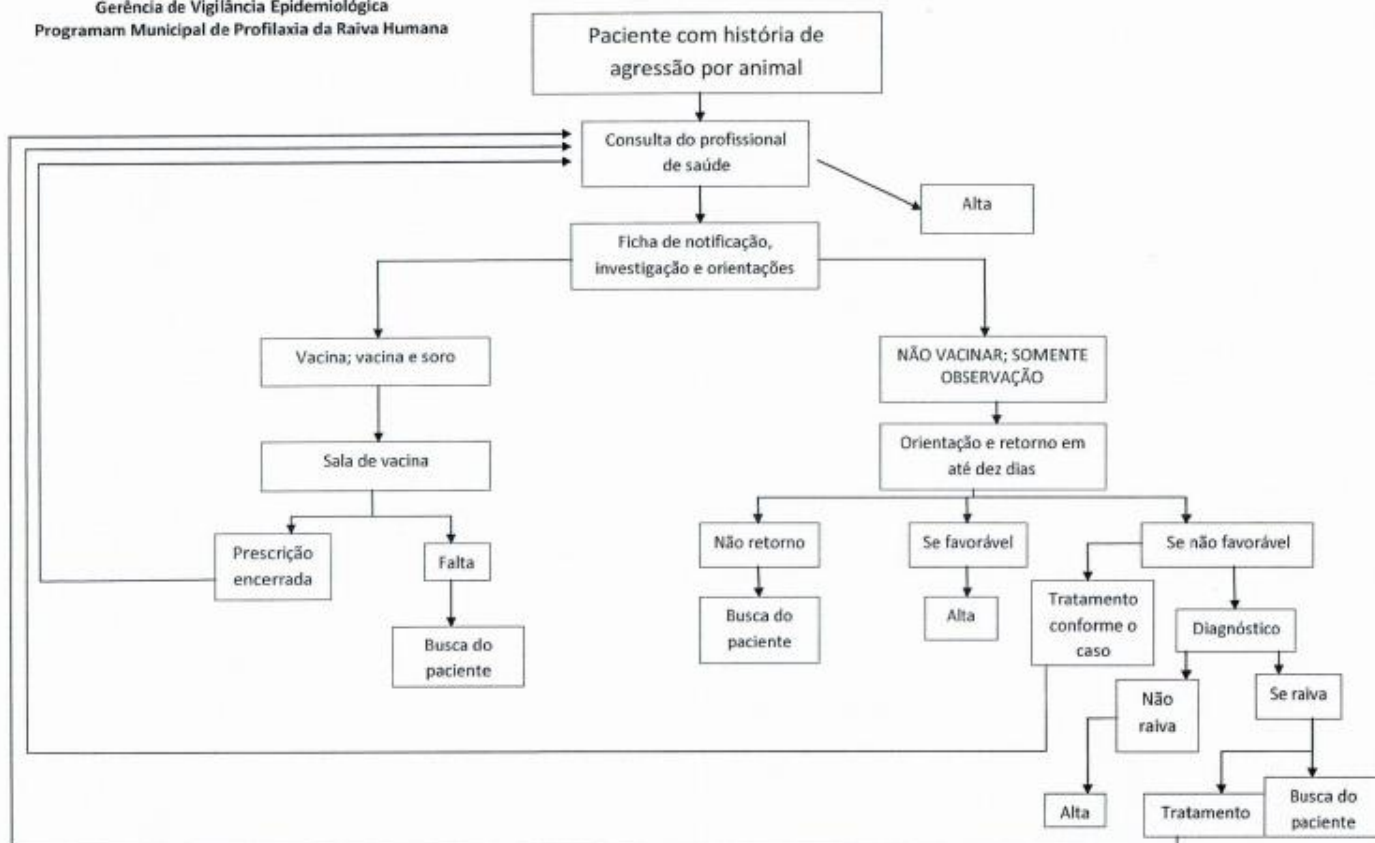 Gerência de Vigilância Epidemiológica
Programam Municipal de Profilaxia da Raiva Humana
Paciente com história de
agressão por animal
Consulta do profissional
de saúde
Alta
Ficha de notificação,
investigação e orientações
Vacina; vacina e soro
NÃO VACINAR; SOMENTE
OBSERVAÇÃO
Sala de vacina
Orientação e retorno em
até dez dias
Prescrição
encerrada
Falta
Busca do
paciente
Não retorno
Se favorável
Se não favorável
Busca do
paciente
Alta
Tratamento
conforme o
caso
Diagnóstico
Não
raiva
Se raiva
Alta
Tratamento
Busca do
paciente